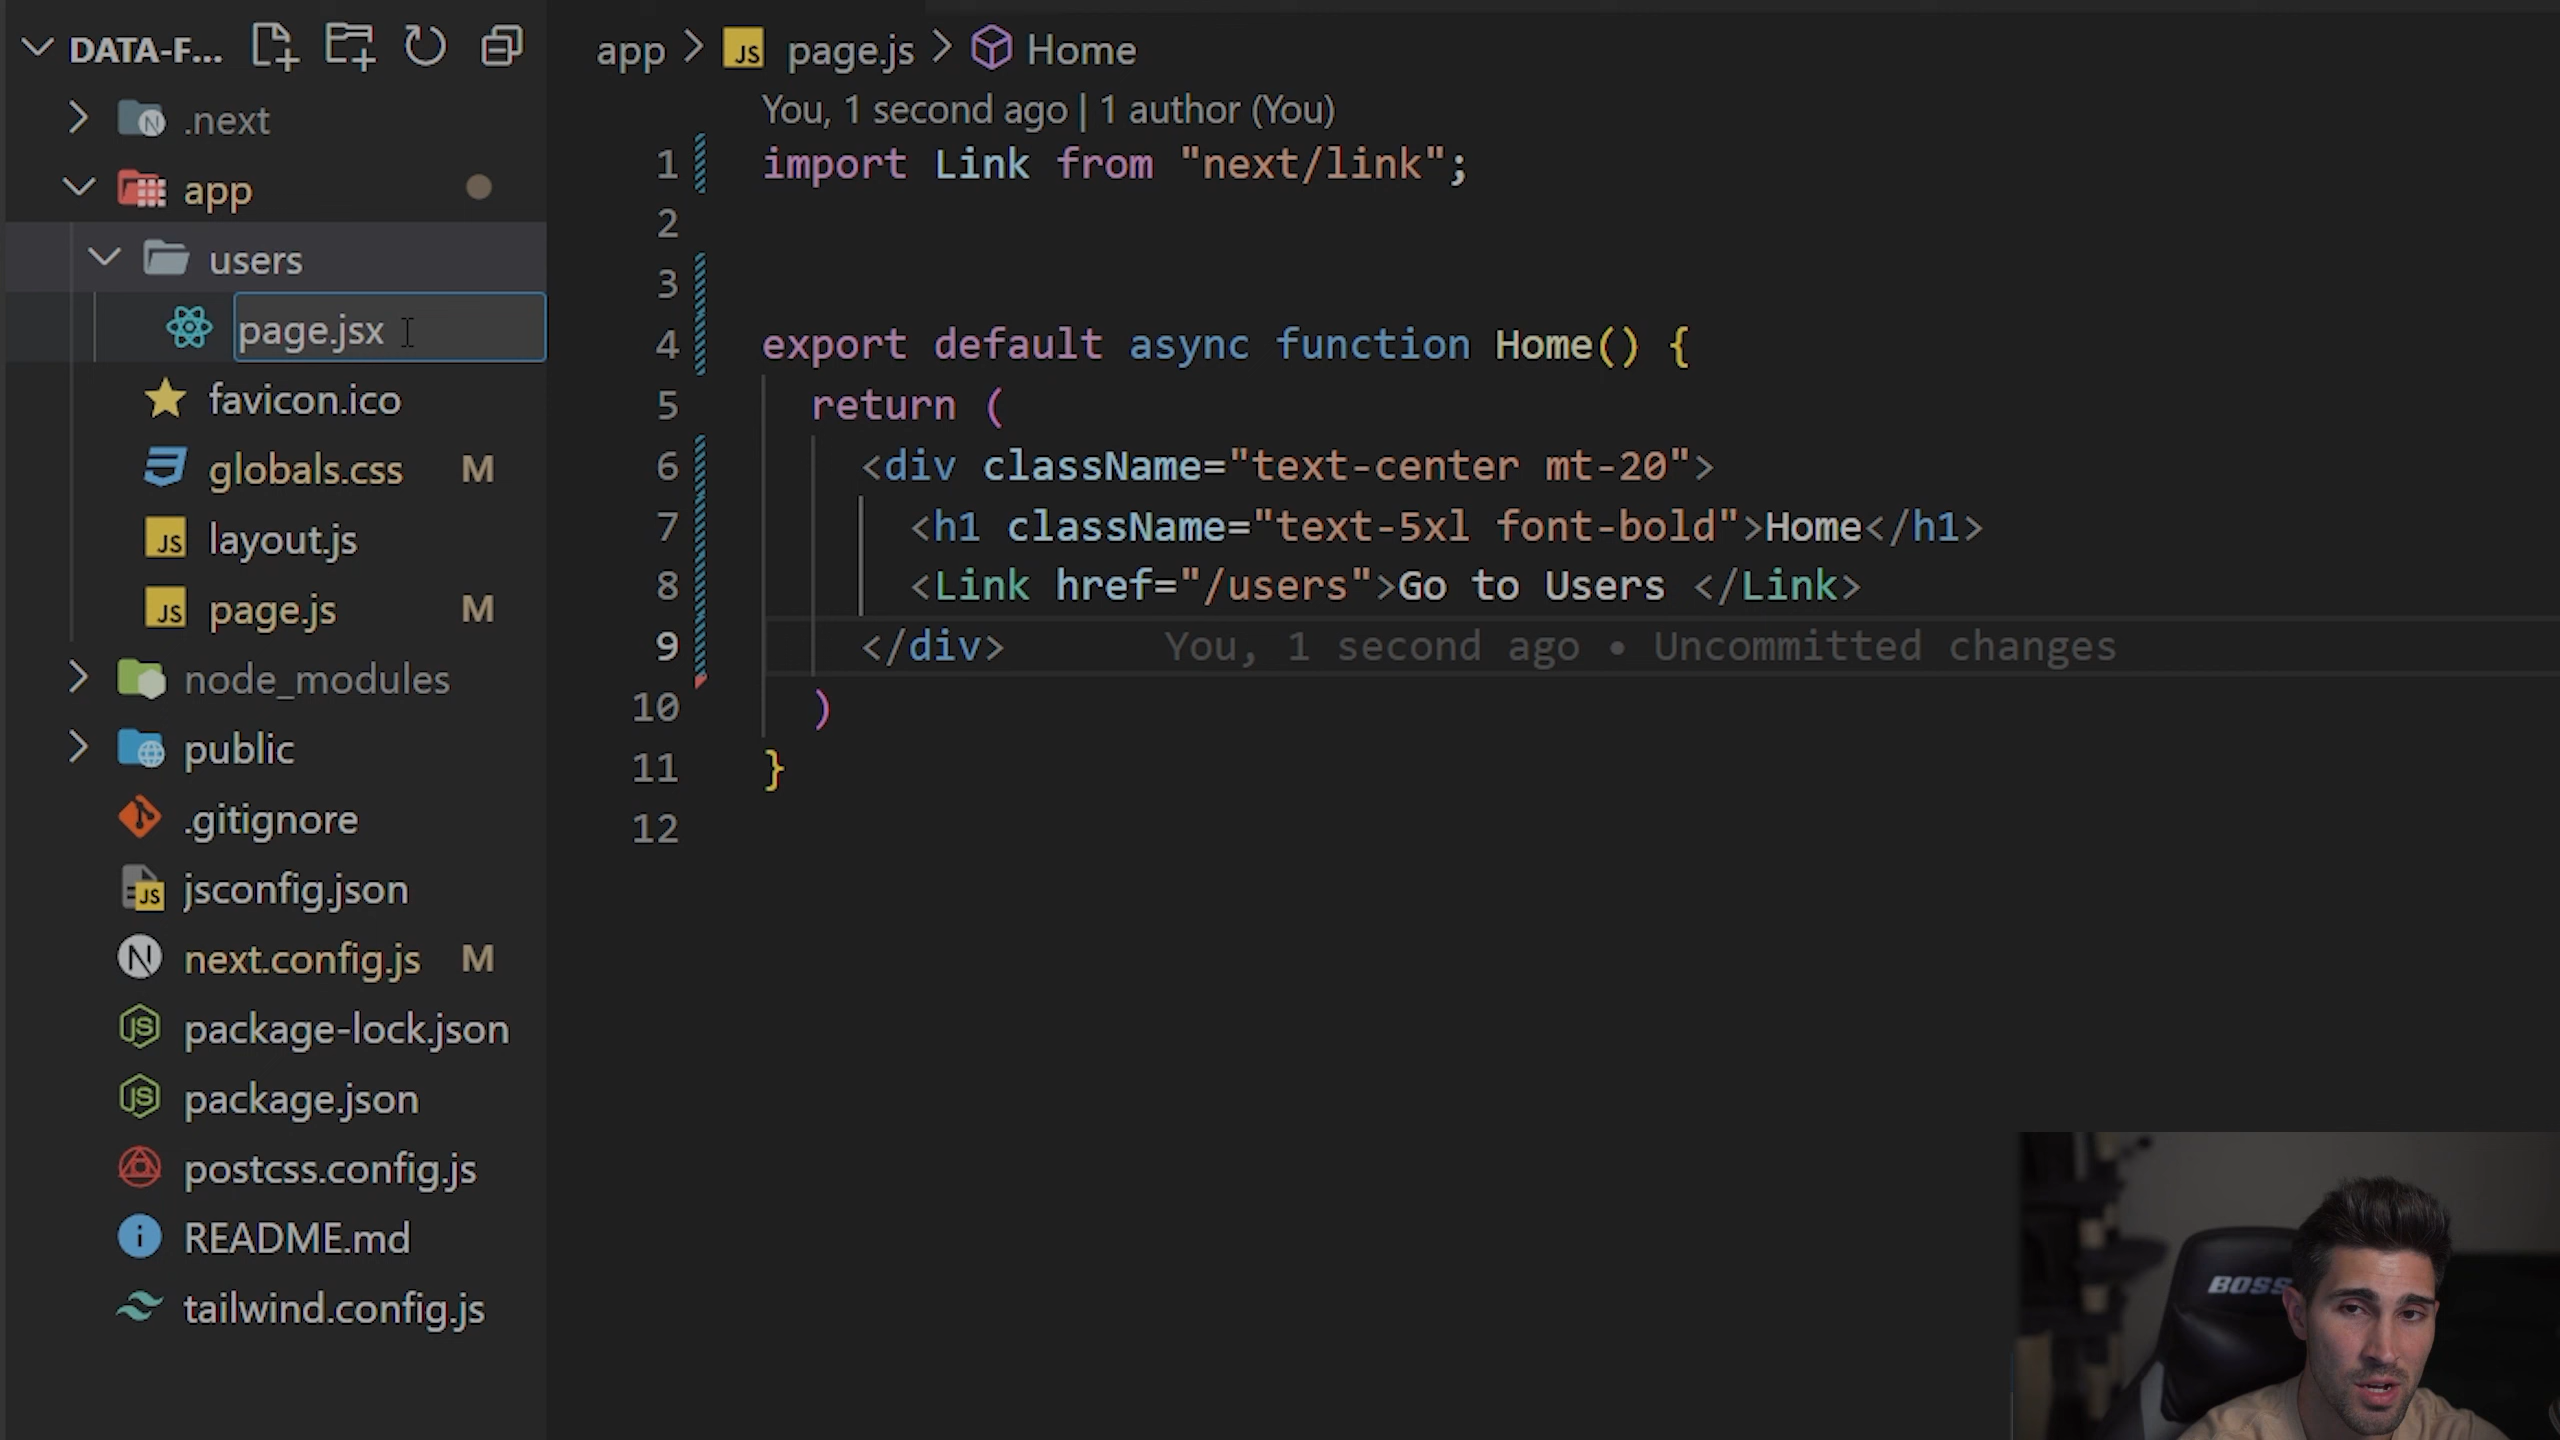 DATA-F...
.next
app
users
page.jsx
favicon.ico
globals.css M
layout.js
page.js M
node_modules
public
.gitignore
jsconfig.json
next.config.js M
package-lock.json
package.json
postcss.config.js
README.md
tailwind.config.js
app > JS page.js > Home
You, 1 second ago | 1 author (You)
1 import Link from "next/link";
2
3
4 export default async function Home() {
5 return (
6 <div className="text-center mt-20">
7 <h1 className="text-5xl font-bold">Home</h1>
8 <Link href="/users">Go to Users </Link>
9 </div> You, 1 second ago • Uncommitted changes
10 )
11 }
12
BOSS